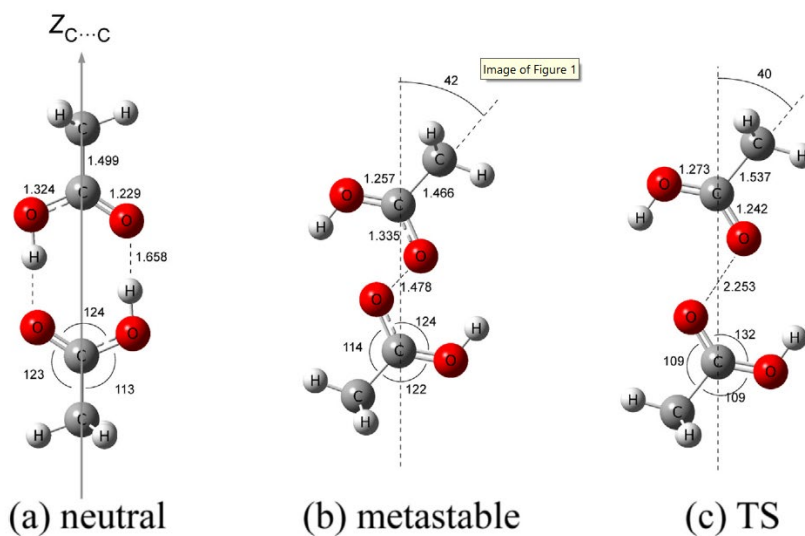 Z C···C
Image of Figure 1
42
40
H
H
C
1.499
1.324
C
1.229
O
O
H
1.658
H
O
124
O
C
123
113
C
H
H
H
C
H
1.257
1.466
O
C
H
1.335
O
1.478
O
H
124
114
C
O
122
H
C
H
H
C
H
1.273
1.537
O
C
H
1.242
O
2.253
O
132
H
109
C
O
109
H
C
H
(a) neutral
(b) metastable
(c) TS